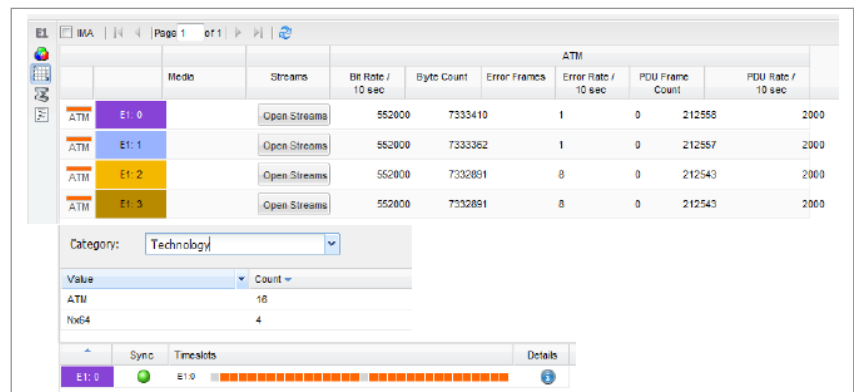 E1 IMA Page 1 of 1
ATM
Media Streams Bit Rate / 10 sec Byte Count Error Frames Error Rate / 10 sec PDU Frame Count PDU Rate / 10 sec
ATM E1: 0 Open Streams 552000 7333410 1 0 212558 2000
ATM E1: 1 Open Streams 552000 7333362 1 0 212557 2000
ATM E1: 2 Open Streams 552000 7332891 8 0 212543 2000
ATM E1: 3 Open Streams 552000 7332891 8 0 212543 2000
Category: Technology
Value Count
ATM 16
Nx64 4
Sync Timeslots Details
E1: 0 E1:0